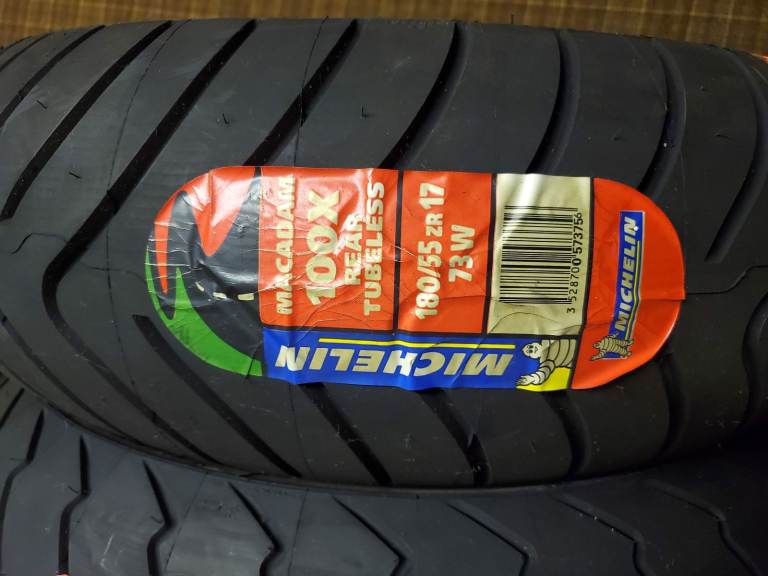 MACADAM
100X
REAR
TUBELESS
180/55 ZR 17
73 W
3 528700 573756
MICHELIN
MICHELIN